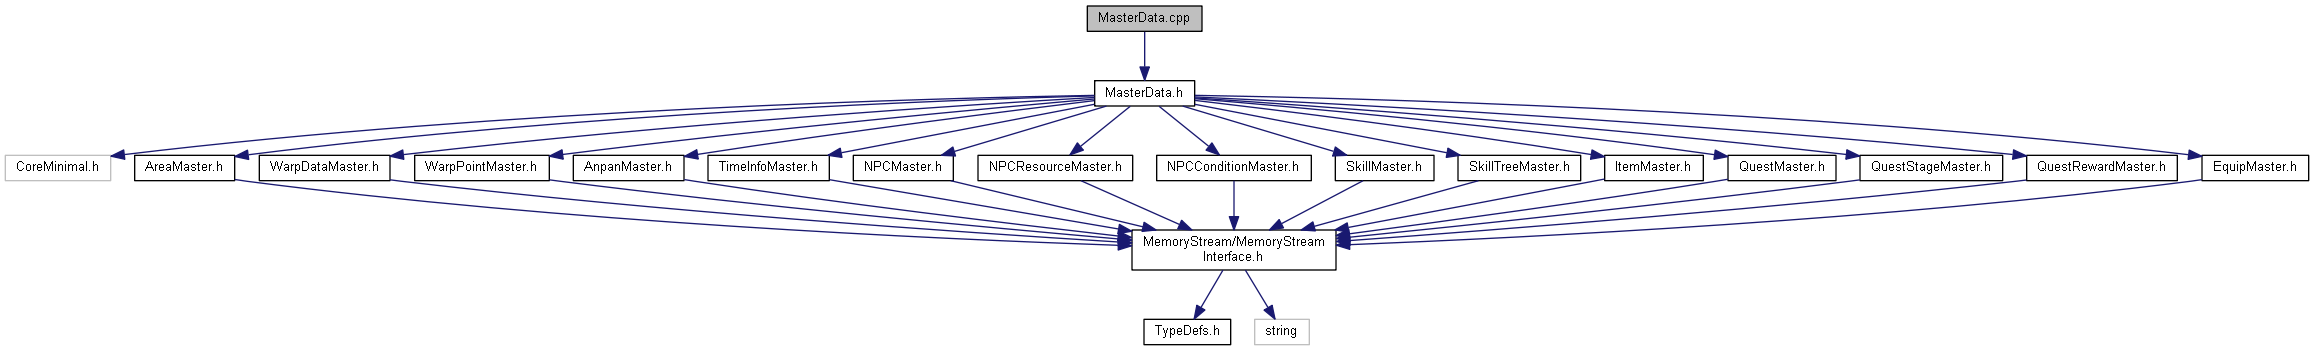 MasterData.cpp
MasterData.h
CoreMinimal.h
AreaMaster.h
WarpDataMaster.h
WarpPointMaster.h
AnpanMaster.h
TimeInfoMaster.h
NPCMaster.h
NPCResourceMaster.h
NPCConditionMaster.h
SkillMaster.h
SkillTreeMaster.h
ItemMaster.h
QuestMaster.h
QuestStageMaster.h
QuestRewardMaster.h
EquipMaster.h
MemoryStream/MemoryStream
Interface.h
TypeDefs.h
string